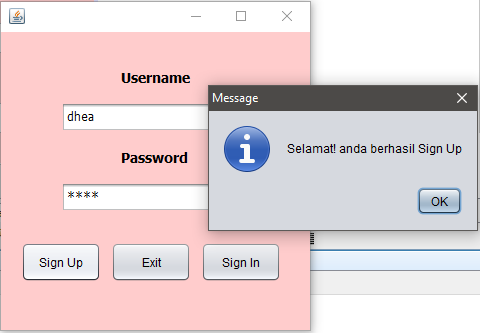 Username
dhea
Password
****
Sign Up
Exit
Sign In
Message
Selamat! anda berhasil Sign Up
OK